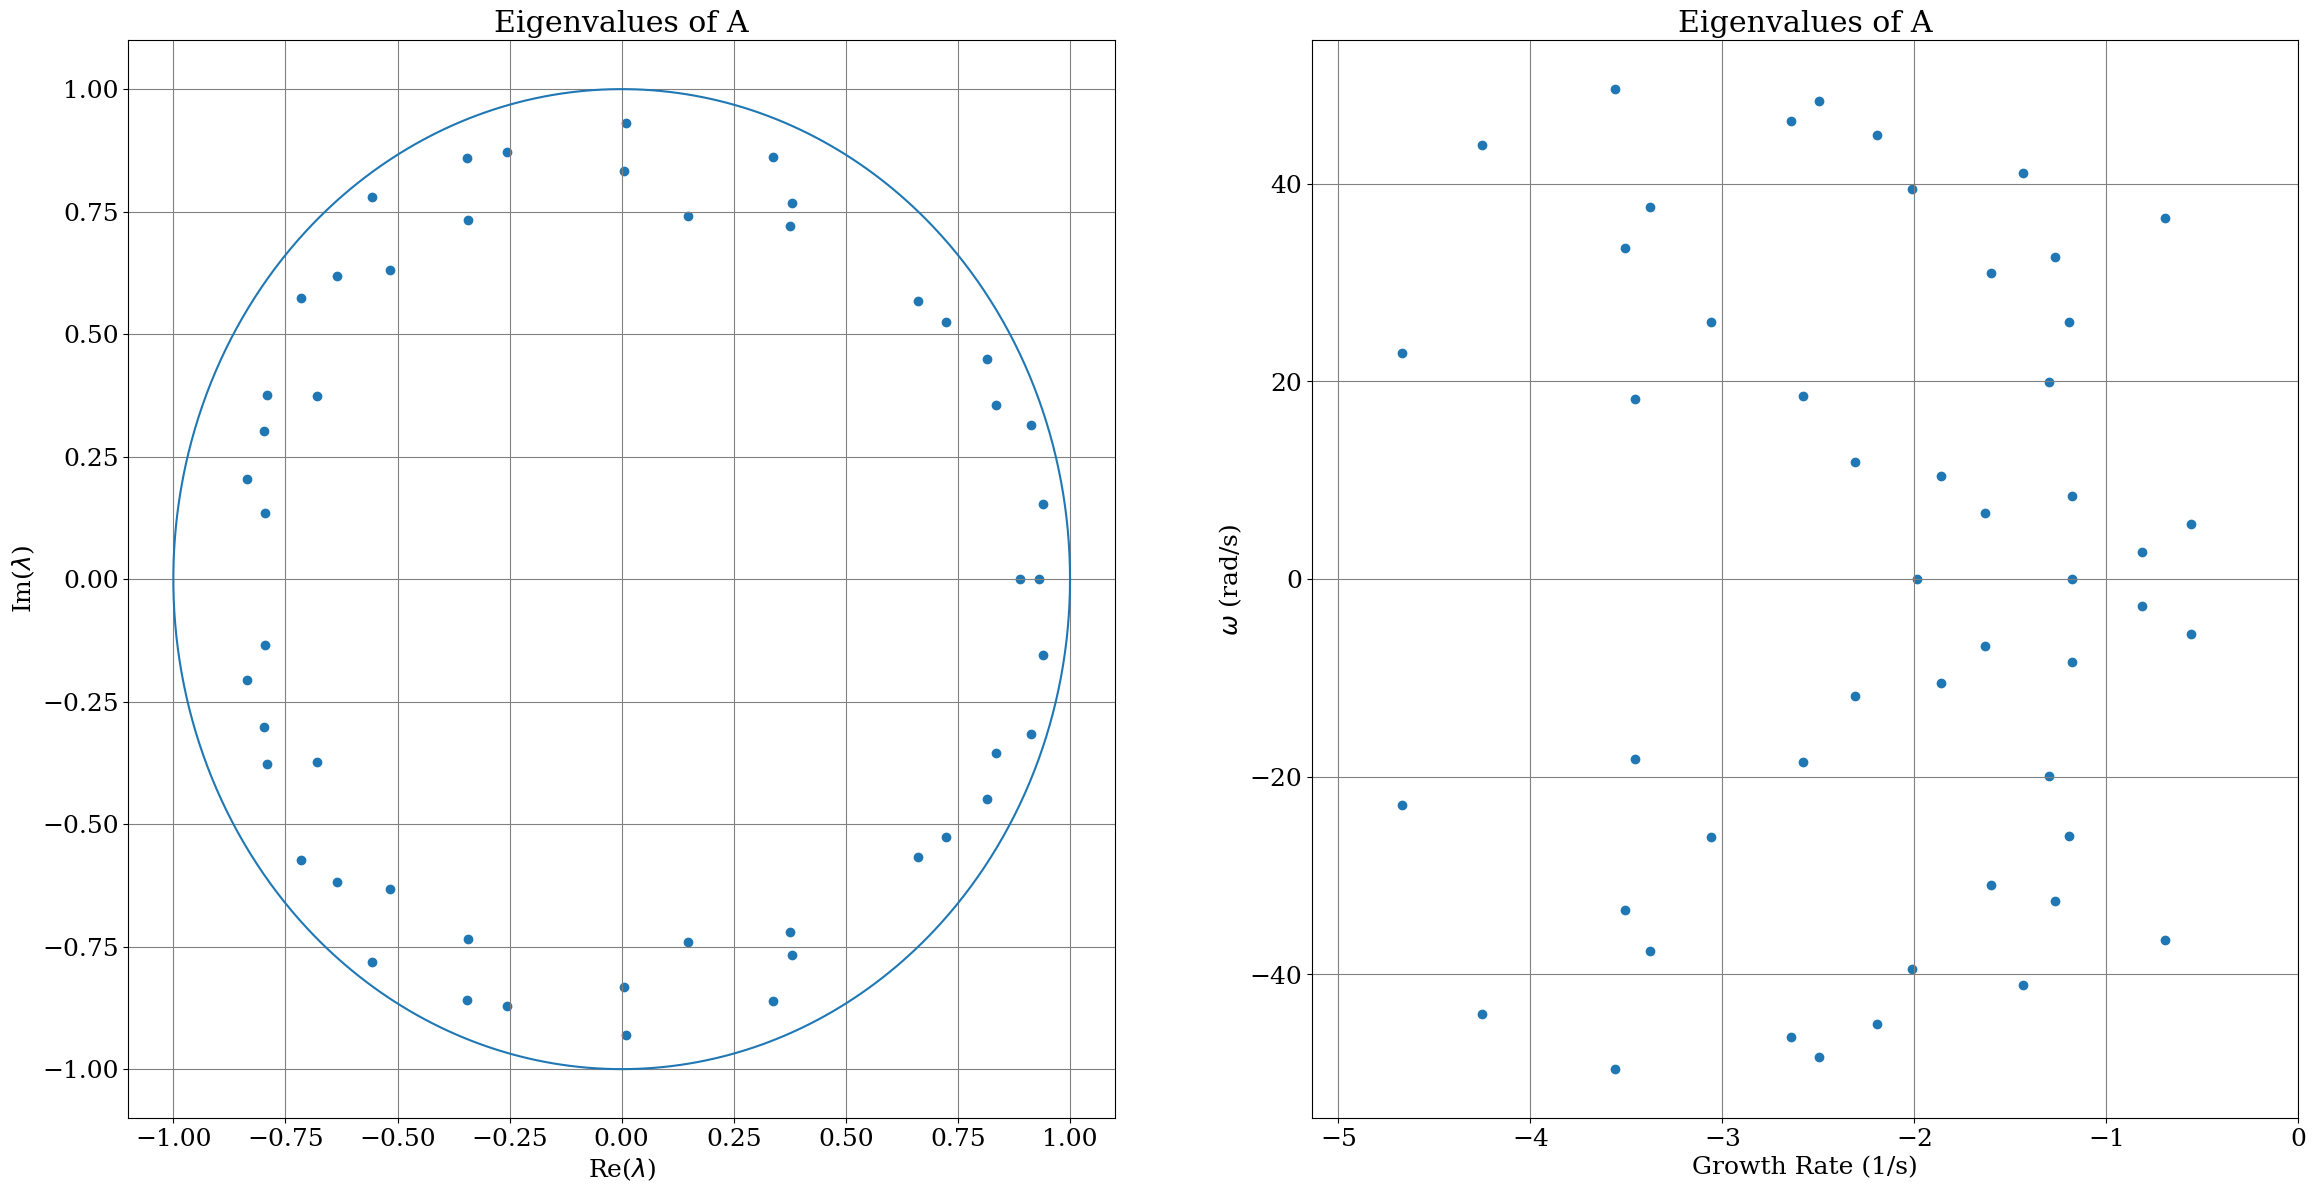 Eigenvalues of A
1.00
0.75
0.50
0.25
0.00
−0.25
−0.50
−0.75
−1.00
Im(λ)
−1.00 −0.75 −0.50 −0.25 0.00 0.25 0.50 0.75 1.00
Re(λ)
Eigenvalues of A
40
20
0
−20
−40
ω (rad/s)
−5 −4 −3 −2 −1 0
Growth Rate (1/s)